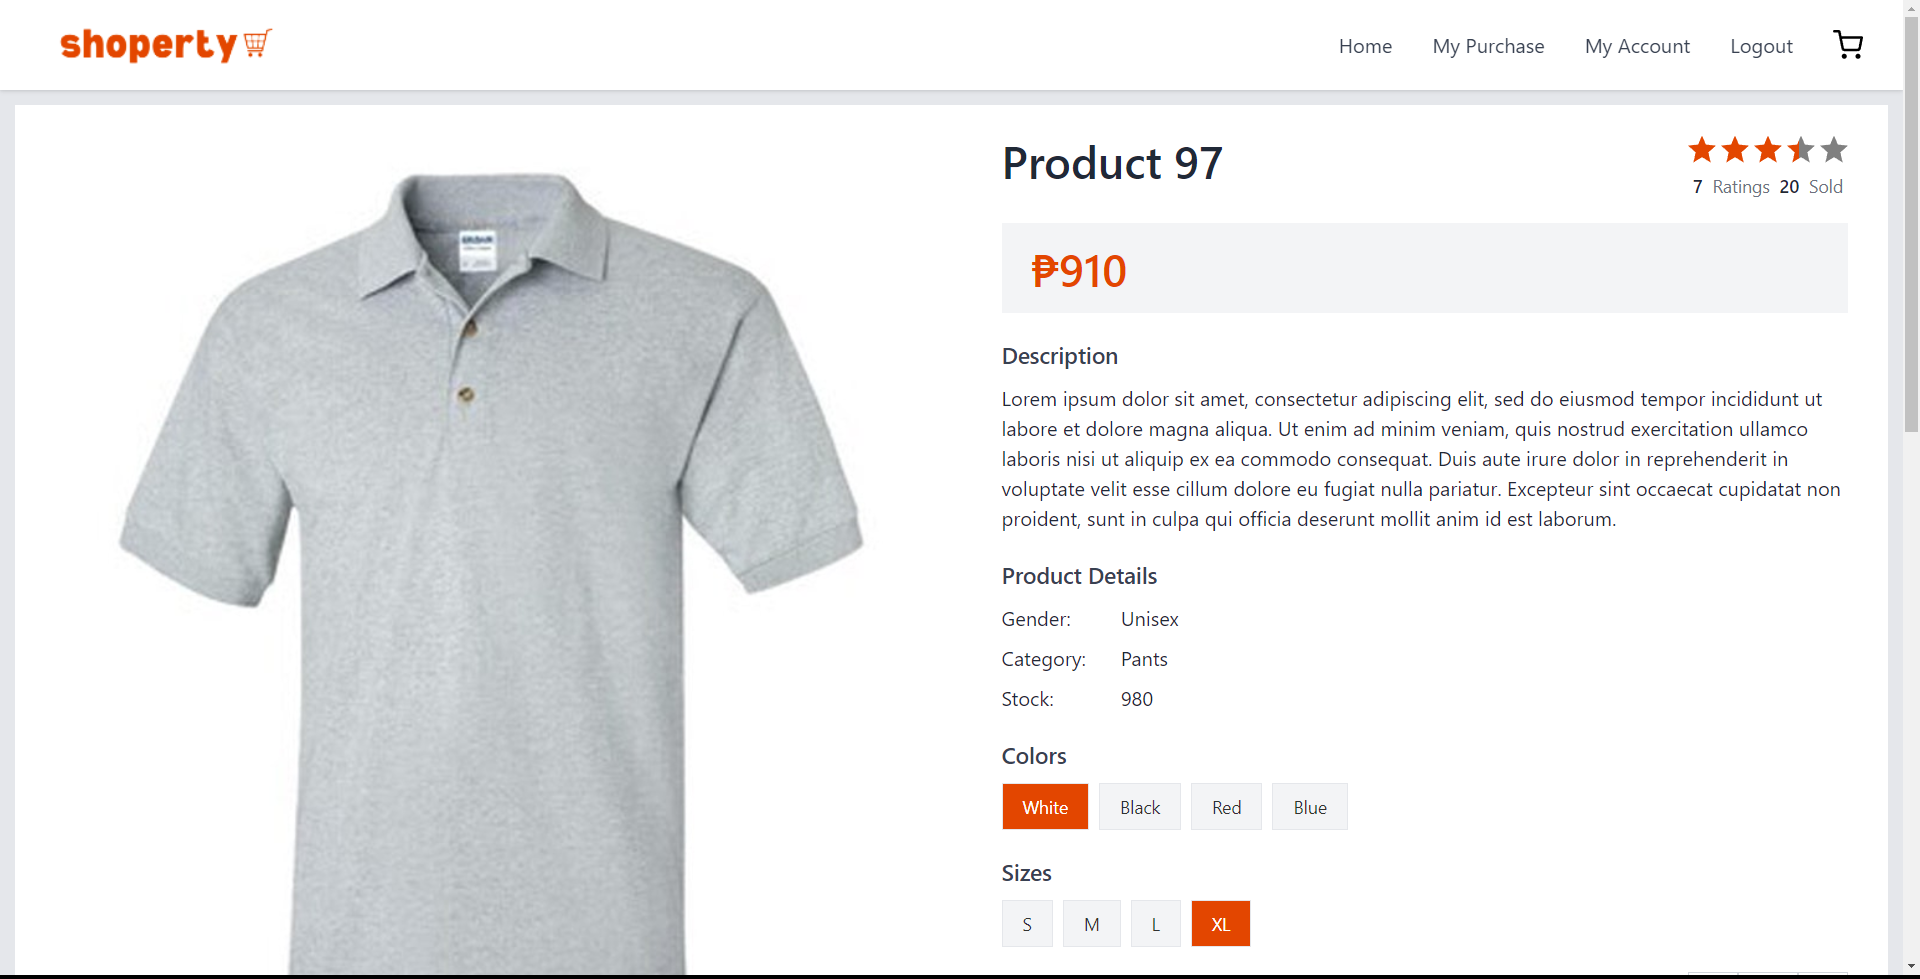 shoperty
Home My Purchase My Account Logout
Product 97
7 Ratings 20 Sold
₱910
Description
Lorem ipsum dolor sit amet, consectetur adipiscing elit, sed do eiusmod tempor incididunt ut
labore et dolore magna aliqua. Ut enim ad minim veniam, quis nostrud exercitation ullamco
laboris nisi ut aliquip ex ea commodo consequat. Duis aute irure dolor in reprehenderit in
voluptate velit esse cillum dolore eu fugiat nulla pariatur. Excepteur sint occaecat cupidatat non
proident, sunt in culpa qui officia deserunt mollit anim id est laborum.
Product Details
Gender: Unisex
Category: Pants
Stock: 980
Colors
White Black Red Blue
Sizes
S M L XL